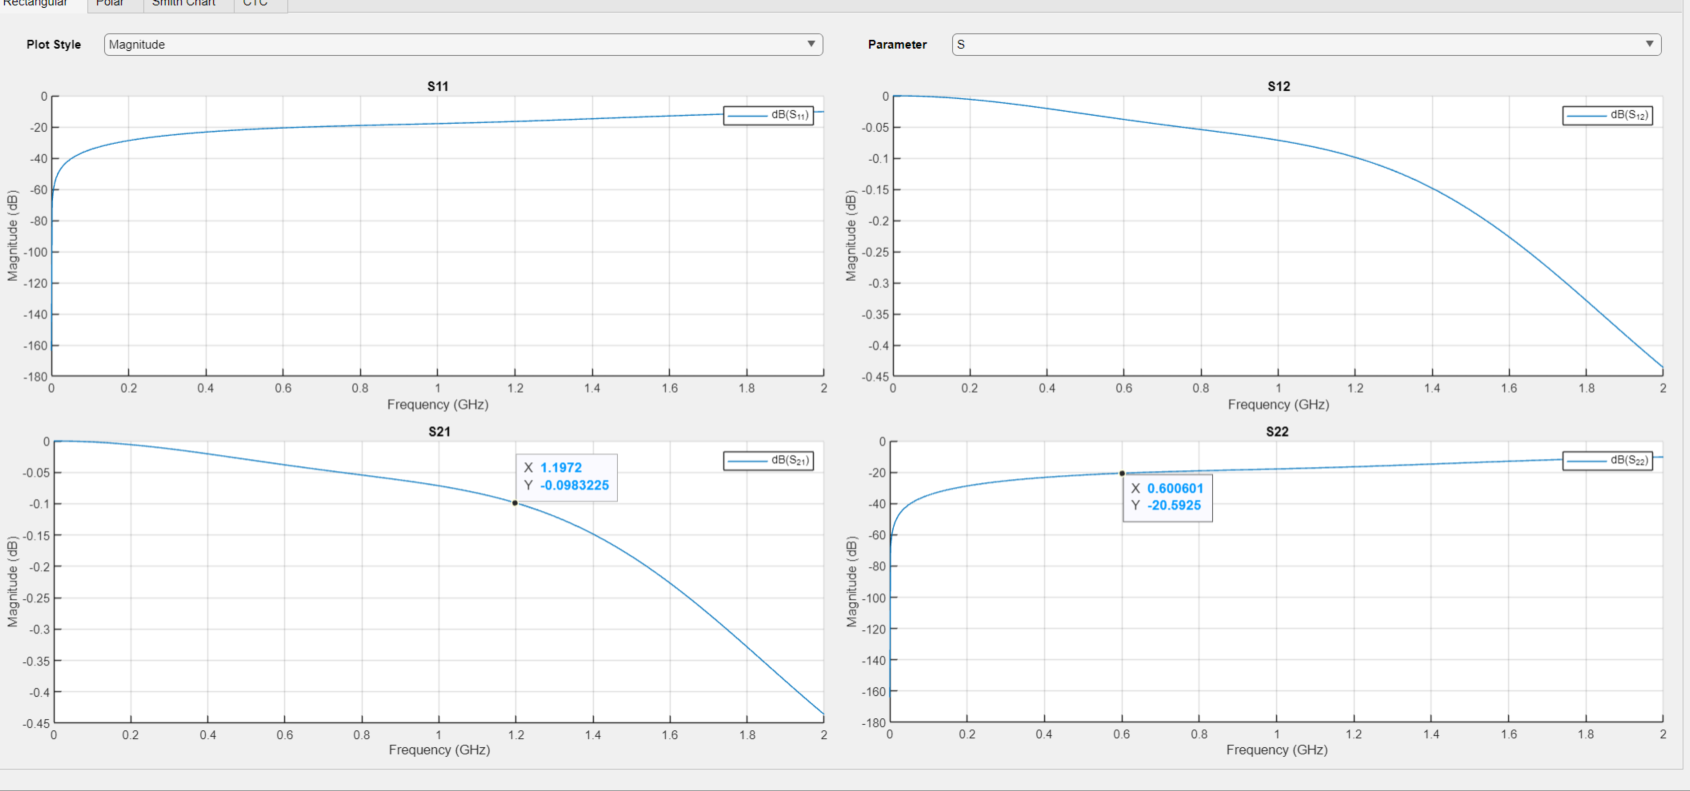 Rectangular Polar Smith Chart CTC
Plot Style Magnitude Parameter S
S11
dB(S11)
0
-20
-40
-60
-80
-100
-120
-140
-160
-180
Magnitude (dB)
0 0.2 0.4 0.6 0.8 1 1.2 1.4 1.6 1.8 2
Frequency (GHz)
S12
dB(S12)
0
-0.05
-0.1
-0.15
-0.2
-0.25
-0.3
-0.35
-0.4
-0.45
Magnitude (dB)
0 0.2 0.4 0.6 0.8 1 1.2 1.4 1.6 1.8 2
Frequency (GHz)
S21
dB(S21)
X 1.1972
Y -0.0983225
0
-0.05
-0.1
-0.15
-0.2
-0.25
-0.3
-0.35
-0.4
-0.45
Magnitude (dB)
0 0.2 0.4 0.6 0.8 1 1.2 1.4 1.6 1.8 2
Frequency (GHz)
S22
dB(S22)
X 0.600601
Y -20.5925
0
-20
-40
-60
-80
-100
-120
-140
-160
-180
Magnitude (dB)
0 0.2 0.4 0.6 0.8 1 1.2 1.4 1.6 1.8 2
Frequency (GHz)